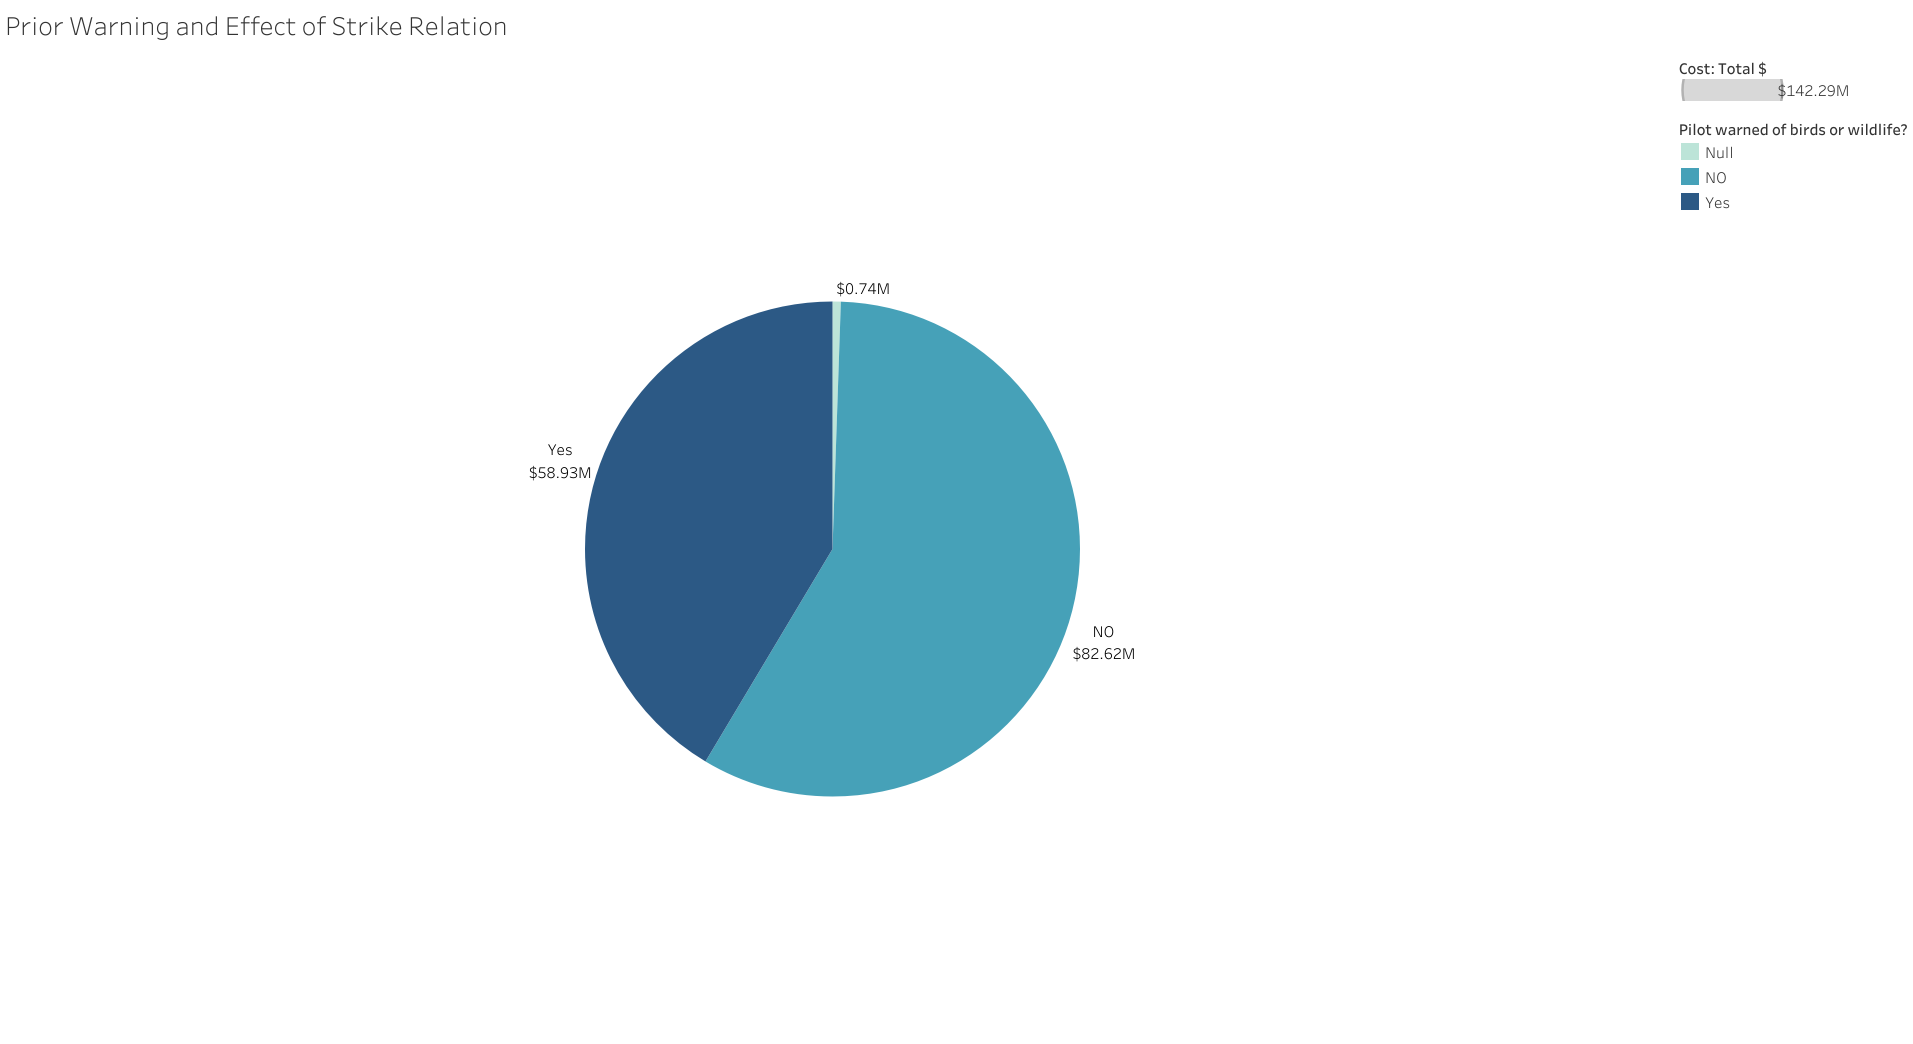 Prior Warning and Effect of Strike Relation
Cost: Total $
$142.29M
Pilot warned of birds or wildlife?
Null
NO
Yes
$0.74M
Yes
$58.93M
NO
$82.62M